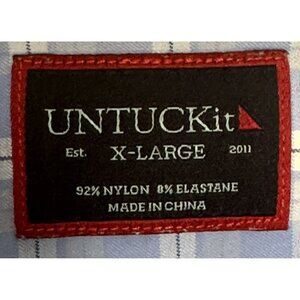 UNTUCKit
Est. X-LARGE 2011
92% NYLON 8% ELASTANE
MADE IN CHINA